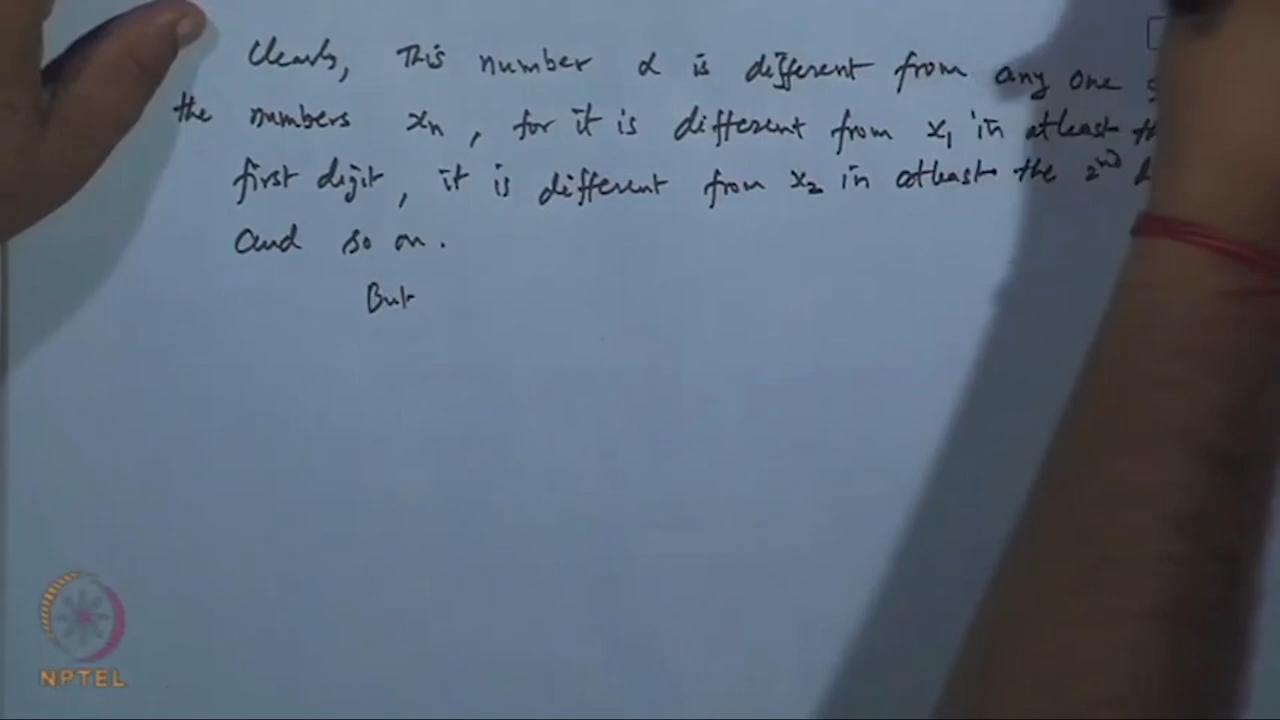 Clearly, This number α is different from any one
the numbers xn, for it is different from x1 in atleast
first digit, it is different from x2 in atleast the 2nd
and so on.
But
NPTEL